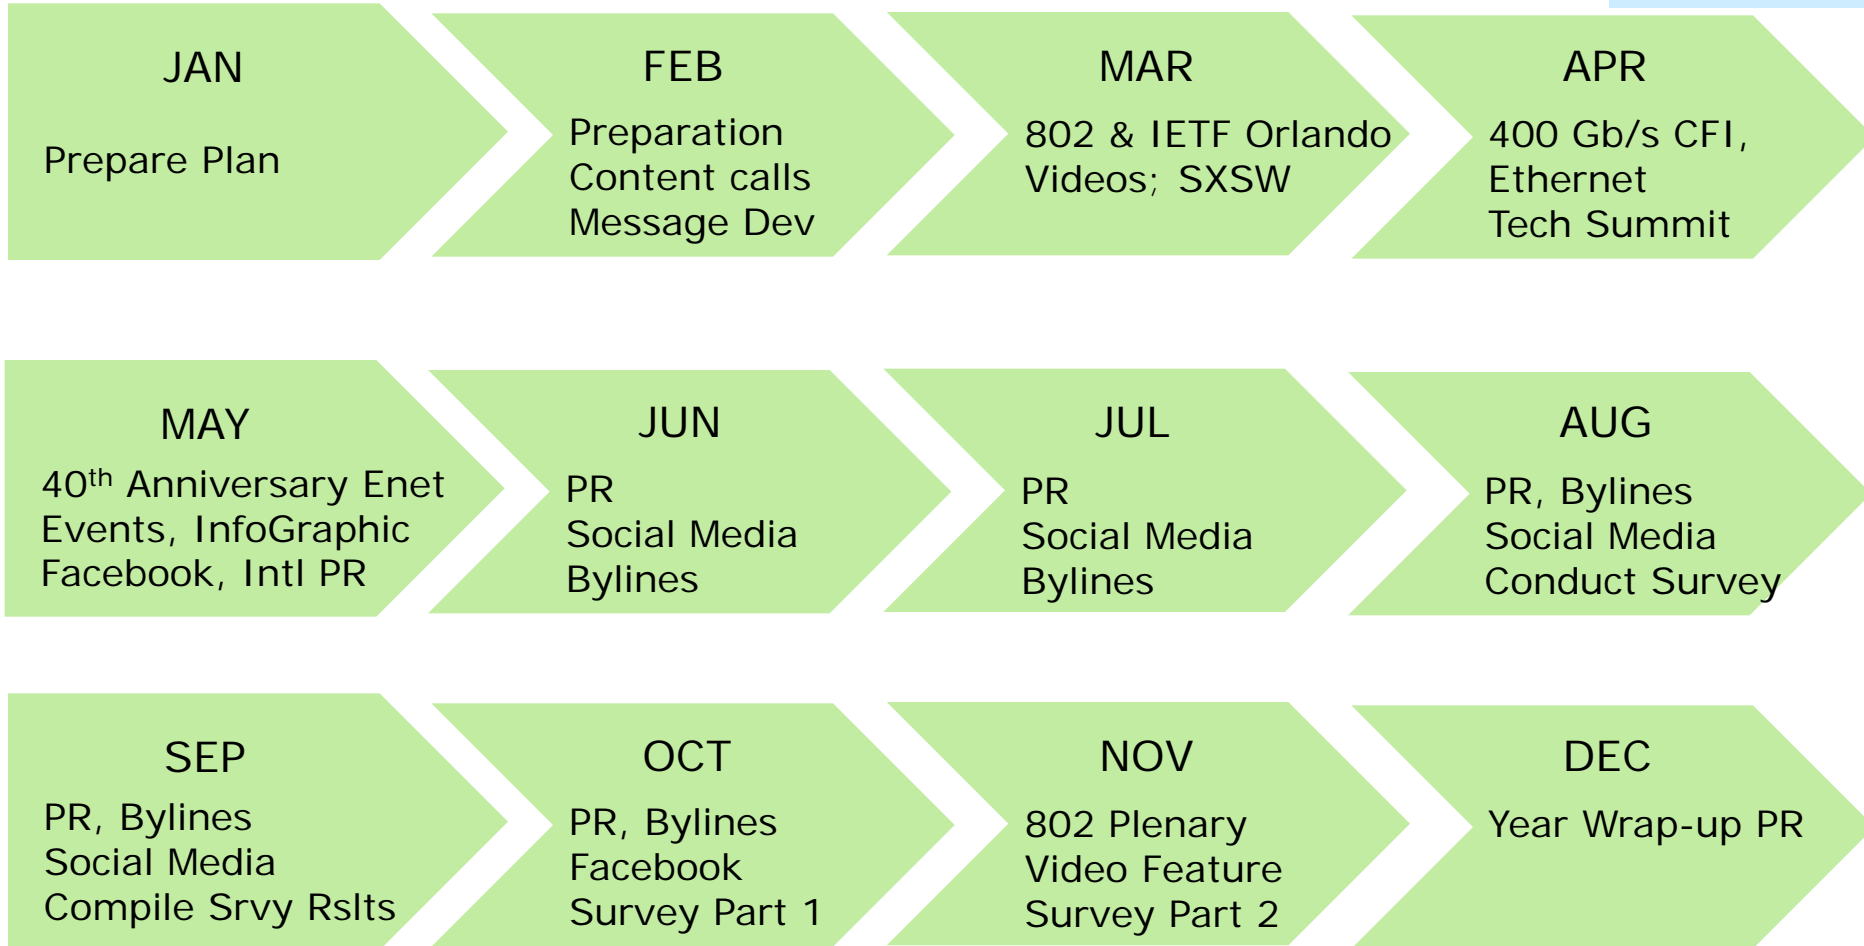 JAN
Prepare Plan
FEB
Preparation
Content calls
Message Dev
MAR
802 & IETF Orlando
Videos; SXSW
APR
400 Gb/s CFI,
Ethernet
Tech Summit
MAY
40th Anniversary Enet
Events, InfoGraphic
Facebook, Intl PR
JUN
PR
Social Media
Bylines
JUL
PR
Social Media
Bylines
AUG
PR, Bylines
Social Media
Conduct Survey
SEP
PR, Bylines
Social Media
Compile Srvy Rslts
OCT
PR, Bylines
Facebook
Survey Part 1
NOV
802 Plenary
Video Feature
Survey Part 2
DEC
Year Wrap-up PR